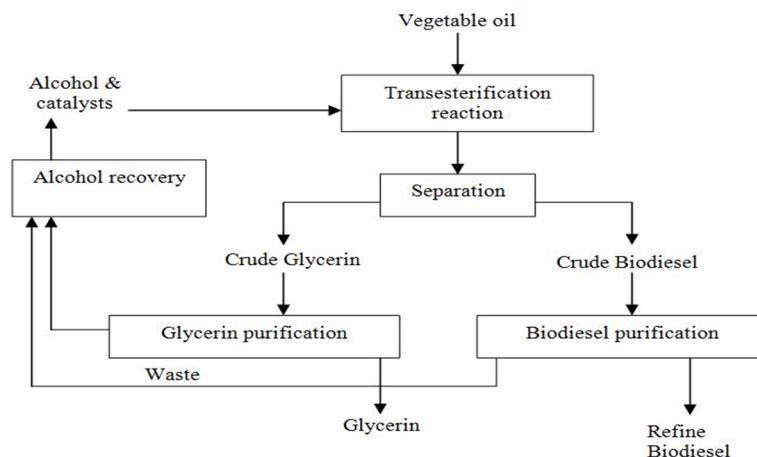 Vegetable oil
Alcohol &
catalysts
Transesterification
reaction
Alcohol recovery
Separation
Crude Glycerin
Crude Biodiesel
Glycerin purification
Biodiesel purification
Waste
Glycerin
Refine
Biodiesel